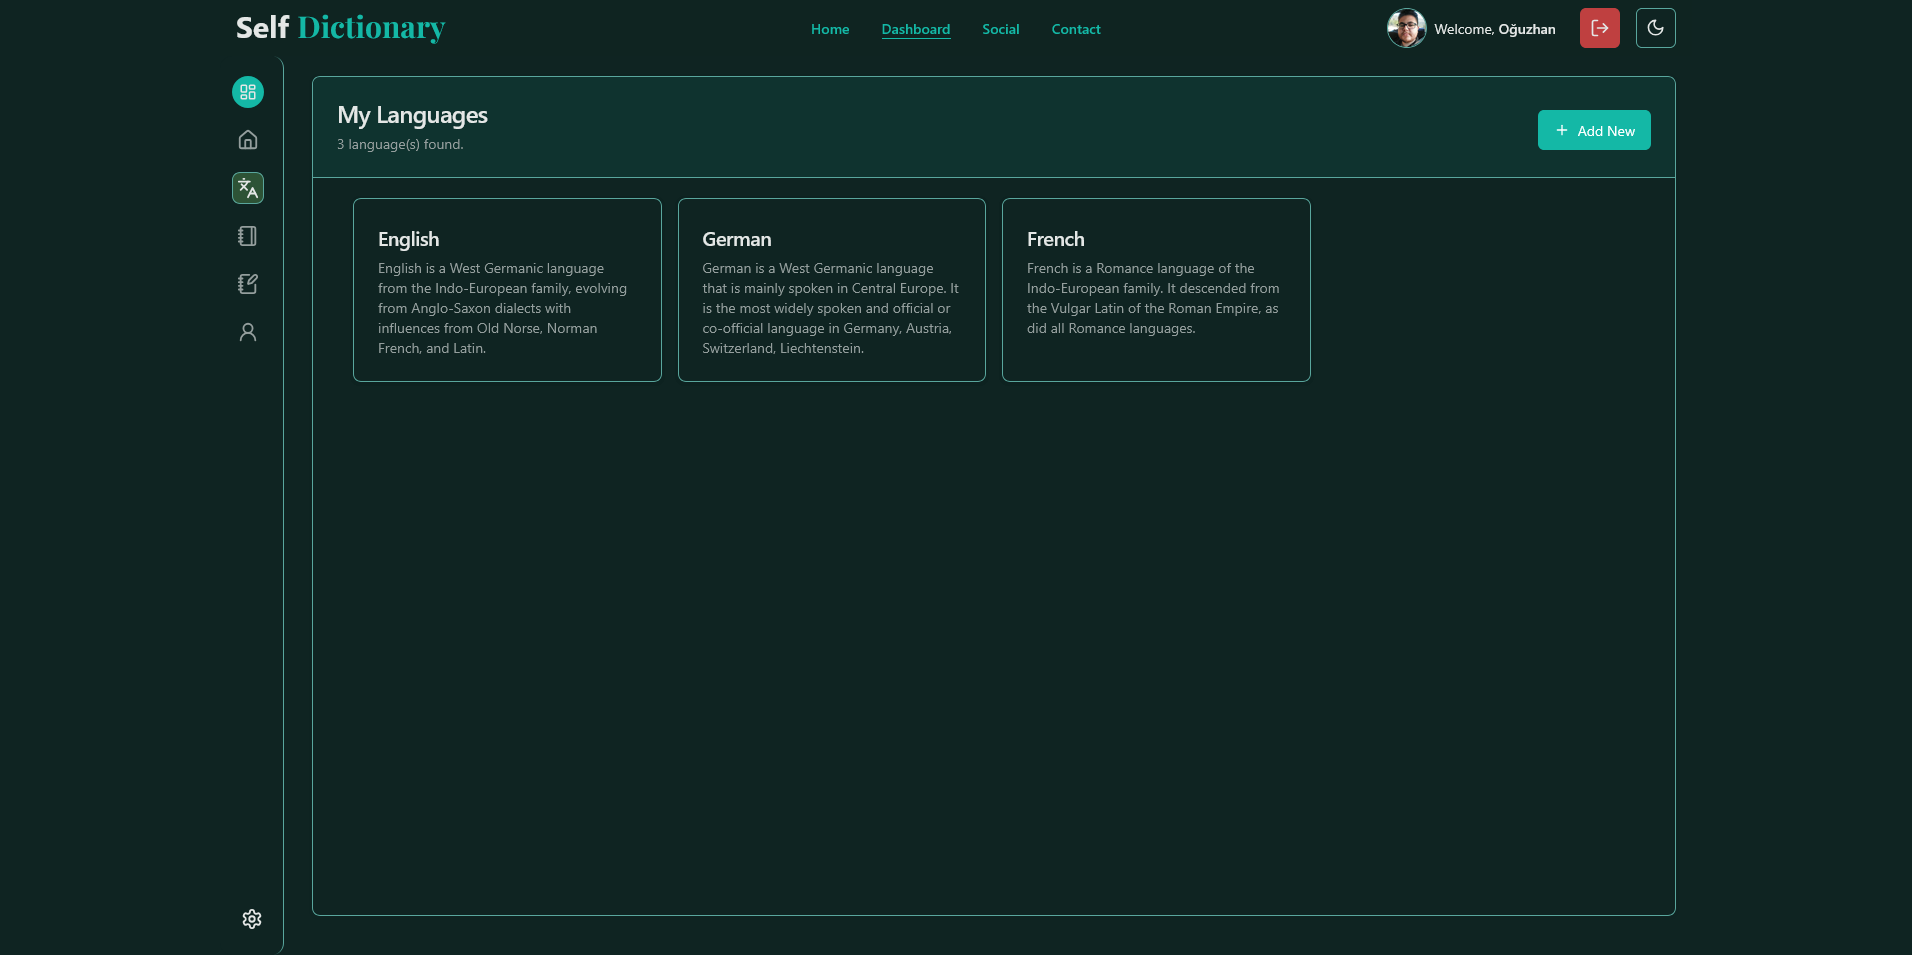 Self Dictionary
Home
Dashboard
Social
Contact
Welcome, Oğuzhan
My Languages
3 language(s) found.
+ Add New
English
English is a West Germanic language
from the Indo-European family, evolving
from Anglo-Saxon dialects with
influences from Old Norse, Norman
French, and Latin.
German
German is a West Germanic language
that is mainly spoken in Central Europe. It
is the most widely spoken and official or
co-official language in Germany, Austria,
Switzerland, Liechtenstein.
French
French is a Romance language of the
Indo-European family. It descended from
the Vulgar Latin of the Roman Empire, as
did all Romance languages.